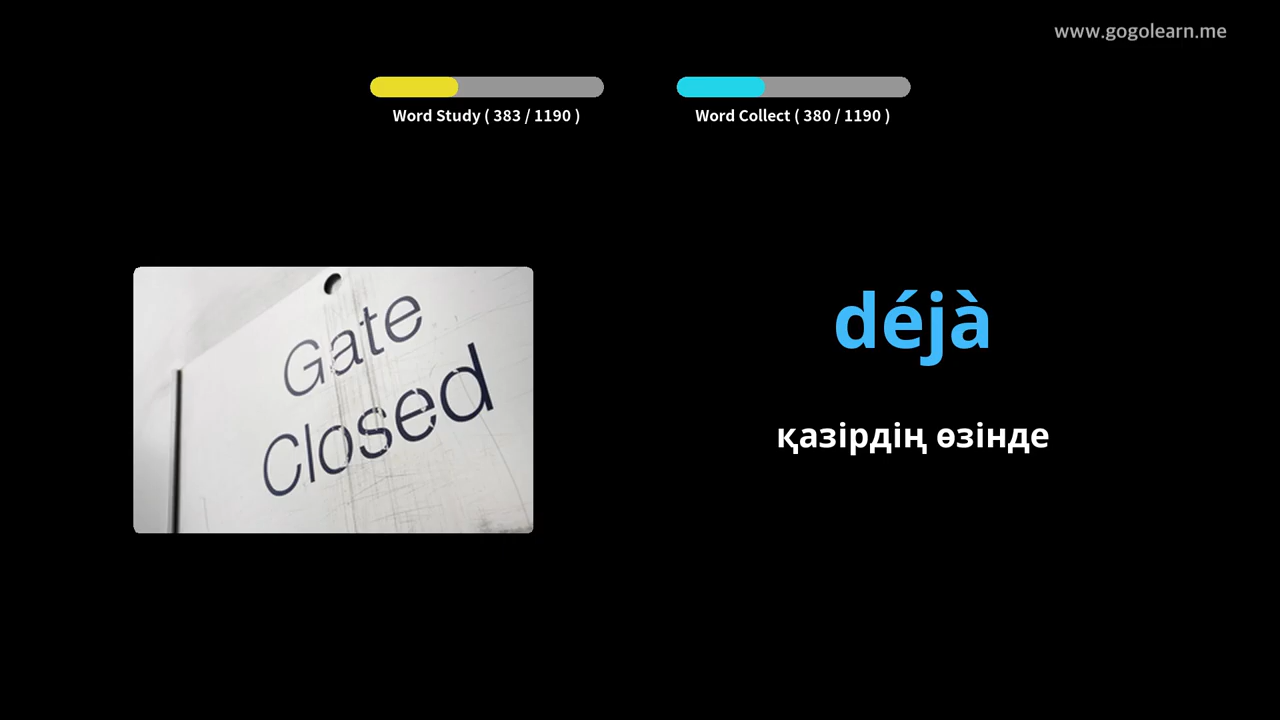 www.gogolearn.me
Word Study ( 383 / 1190 )
Word Collect ( 380 / 1190 )
Gate
Closed
déjà
қазірдің өзінде